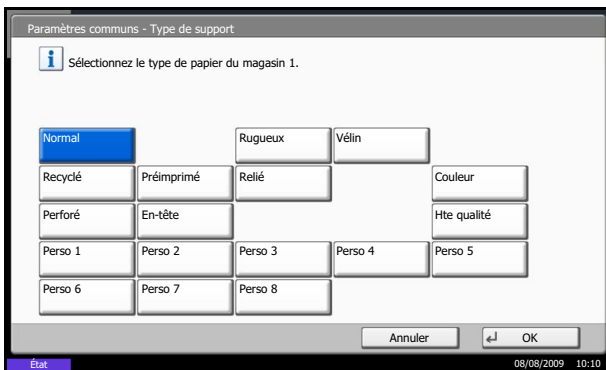 Paramètres communs - Type de support
Sélectionnez le type de papier du magasin 1.
Normal Rugueux Vélin
Recyclé Préimprimé Relié Couleur
Perforé En-tête Hte qualité
Perso 1 Perso 2 Perso 3 Perso 4 Perso 5
Perso 6 Perso 7 Perso 8
Annuler OK
État 08/08/2009 10:10